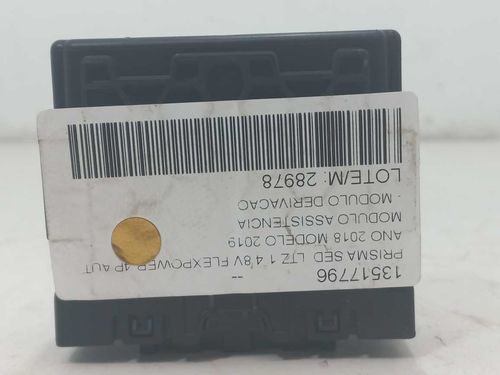 13517796
--
PRISMA SED LTZ 1 4 8V FLEXPOWER 4P AUT
ANO 2018 MODELO 2019
MODULO ASSISTENCIA
- MODULO DERIVACAO
LOTE/M: 28978